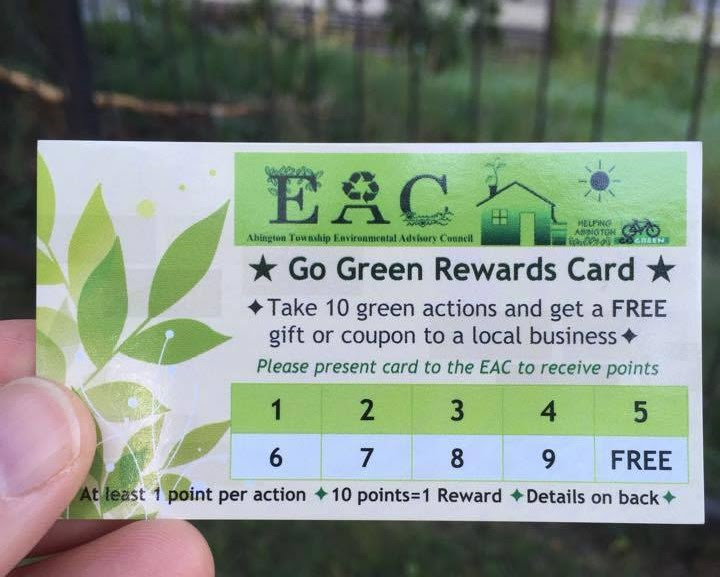 EAC
Abington Township Environmental Advisory Council
HELPING
ABINGTON
GO GREEN
★ Go Green Rewards Card ★
✦Take 10 green actions and get a FREE
gift or coupon to a local business✦
Please present card to the EAC to receive points
1 2 3 4 5
6 7 8 9 FREE
At least 1 point per action ✦10 points=1 Reward ✦Details on back✦